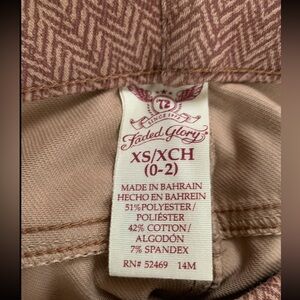 72
SINCE 1972
Faded Glory
XS/XCH
(0-2)
MADE IN BAHRAIN
HECHO EN BAHREIN
51%POLYESTER/
POLIÉSTER
42% COTTON/
ALGODÓN
7% SPANDEX
RN# 52469 14M